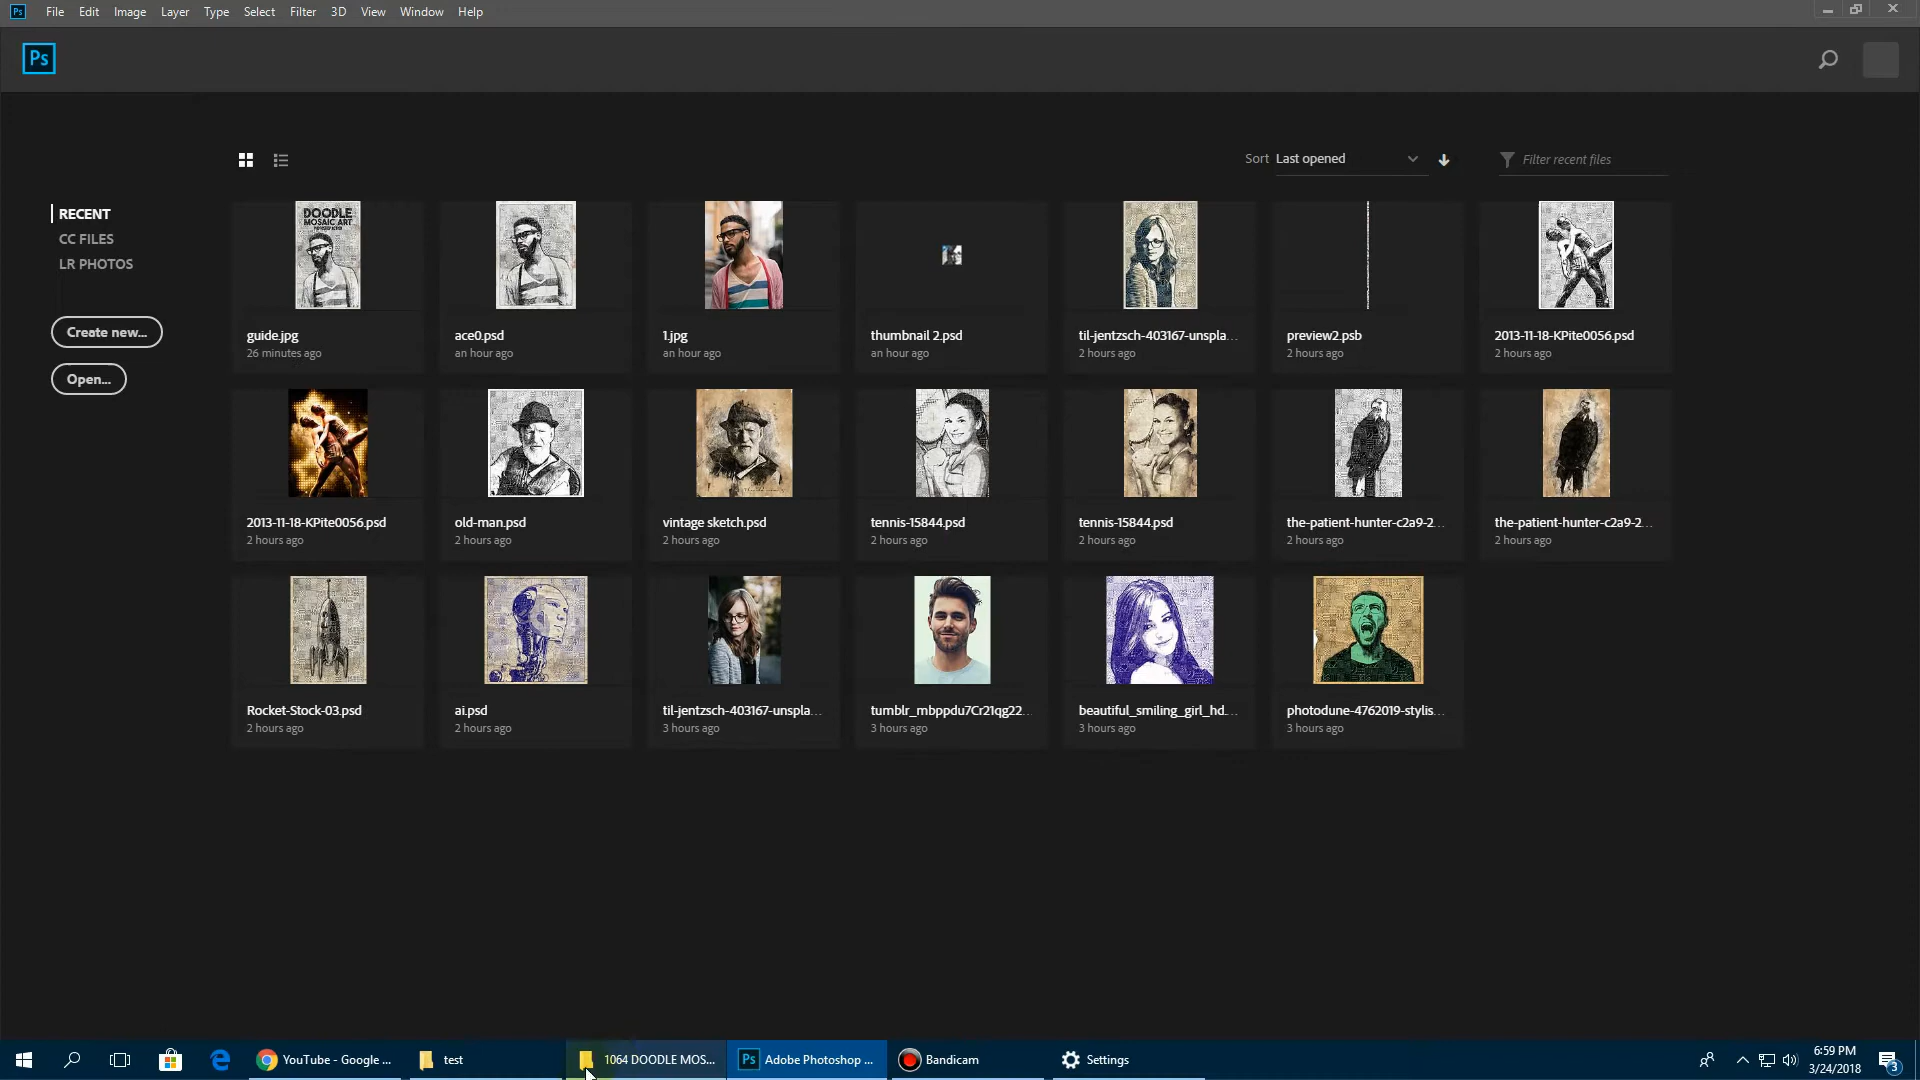 Ps File Edit Image Layer Type Select Filter 3D View Window Help
Ps
Sort Last opened Filter recent files
RECENT
CC FILES
LR PHOTOS
Create new...
Open...
DOODLE
MOSAIC ART
guide.jpg
26 minutes ago
ace0.psd
an hour ago
1.jpg
an hour ago
thumbnail 2.psd
an hour ago
til-jentzsch-403167-unspla...
2 hours ago
preview2.psb
2 hours ago
2013-11-18-KPite0056.psd
2 hours ago
2013-11-18-KPite0056.psd
2 hours ago
old-man.psd
2 hours ago
vintage sketch.psd
2 hours ago
tennis-15844.psd
2 hours ago
tennis-15844.psd
2 hours ago
the-patient-hunter-c2a9-2...
2 hours ago
the-patient-hunter-c2a9-2...
2 hours ago
Rocket-Stock-03.psd
2 hours ago
ai.psd
2 hours ago
til-jentzsch-403167-unspla...
3 hours ago
tumblr_mbppdu7Cr21qg22...
3 hours ago
beautiful_smiling_girl_hd...
3 hours ago
photodune-4762019-stylis...
3 hours ago
YouTube - Google ... test 1064 DOODLE MOS... Ps Adobe Photoshop ... Bandicam Settings
6:59 PM
3/24/2018
3